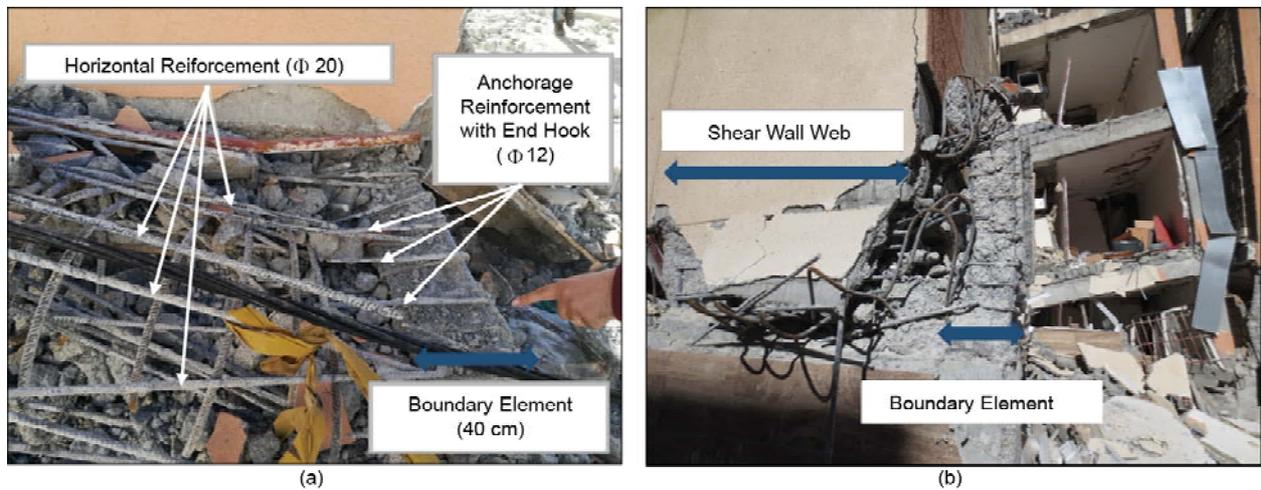 Horizontal Reiforcement (Φ 20)
Anchorage
Reinforcement
with End Hook
(Φ 12)
Boundary Element
(40 cm)
(a)
Shear Wall Web
Boundary Element
(b)